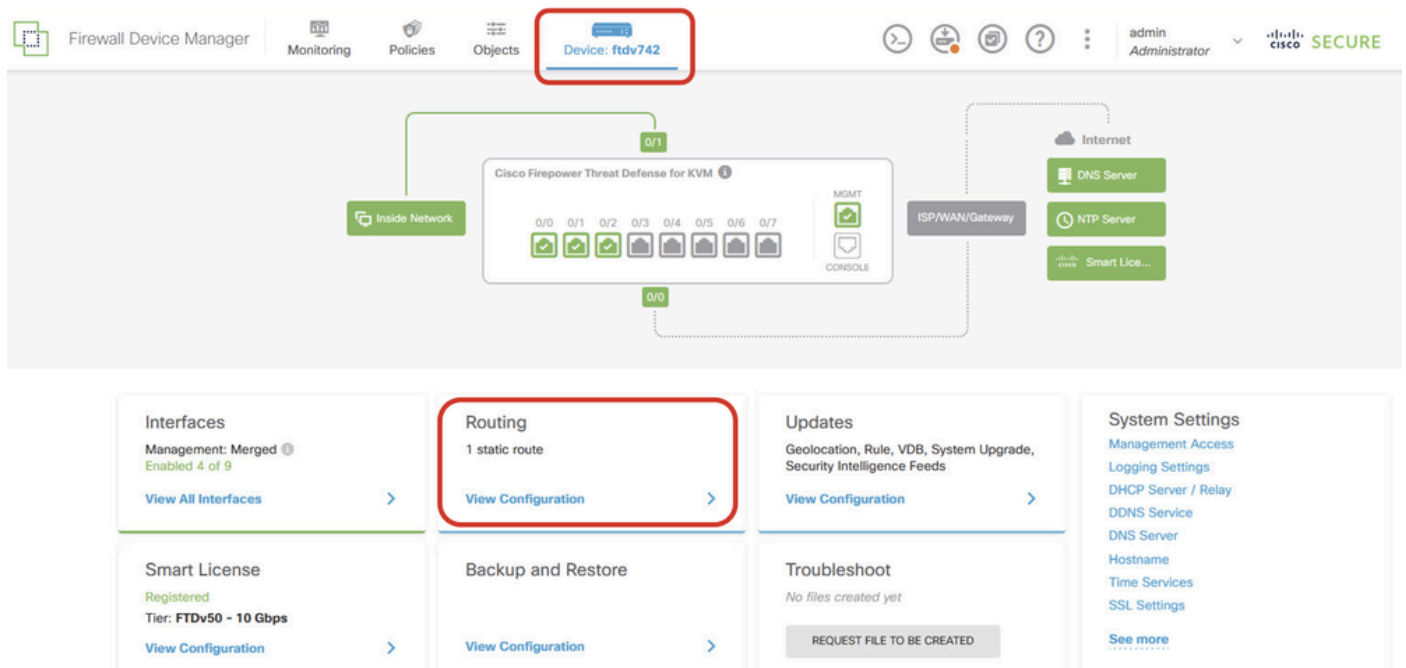 Firewall Device Manager
Monitoring
Policies
Objects
Device: ftdv742
admin
Administrator
cisco SECURE
0/1
Internet
Cisco Firepower Threat Defense for KVM
DNS Server
MGMT
0/0 0/1 0/2 0/3 0/4 0/5 0/6 0/7
Inside Network
ISP/WAN/Gateway
NTP Server
CONSOLE
cisco Smart Lice...
0/0
Interfaces
Management: Merged
Enabled 4 of 9
View All Interfaces
Routing
1 static route
View Configuration
Updates
Geolocation, Rule, VDB, System Upgrade,
Security Intelligence Feeds
View Configuration
System Settings
Management Access
Logging Settings
DHCP Server / Relay
DDNS Service
DNS Server
Hostname
Time Services
SSL Settings
See more
Smart License
Registered
Tier: FTDv50 - 10 Gbps
View Configuration
Backup and Restore
View Configuration
Troubleshoot
No files created yet
REQUEST FILE TO BE CREATED